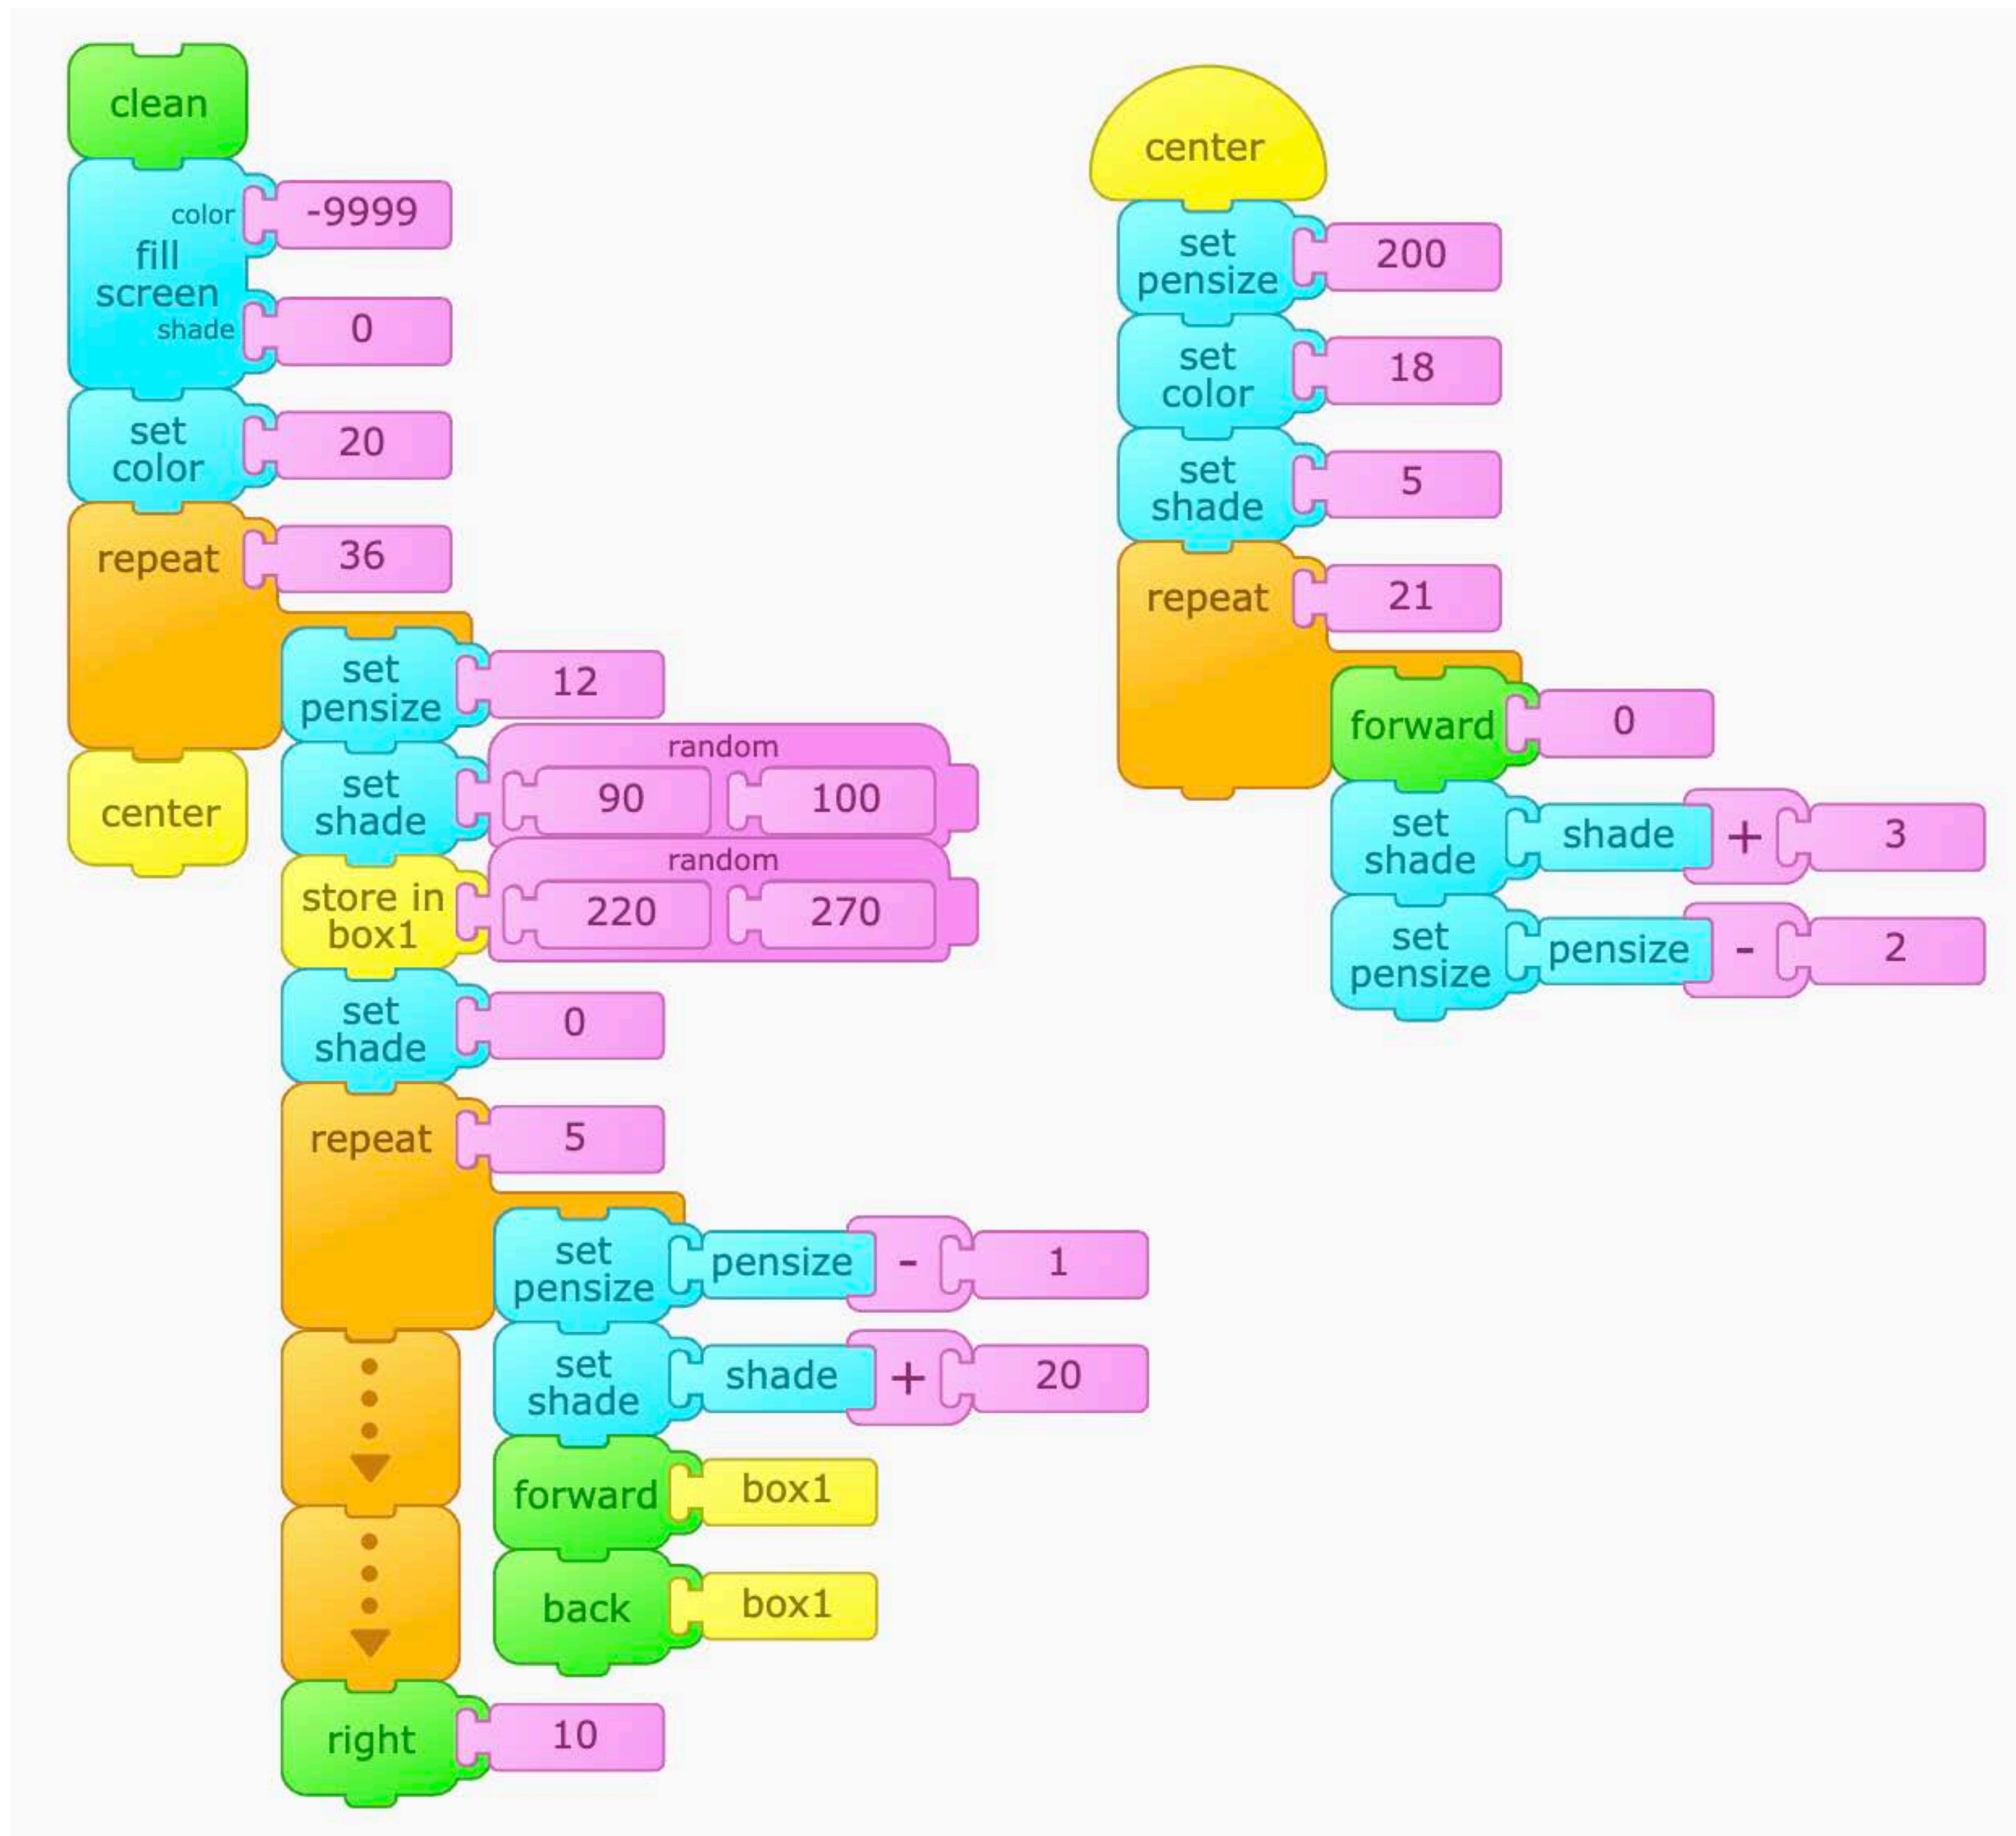 clean
color -9999
fill
screen
shade 0
set
color 20
repeat 36
set
pensize 12
set
shade random 90 100
store in
box1 random 220 270
set
shade 0
repeat 5
set
pensize pensize - 1
set
shade shade + 20
forward box1
back box1
right 10
center
center
set
pensize 200
set
color 18
set
shade 5
repeat 21
forward 0
set
shade shade + 3
set
pensize pensize - 2